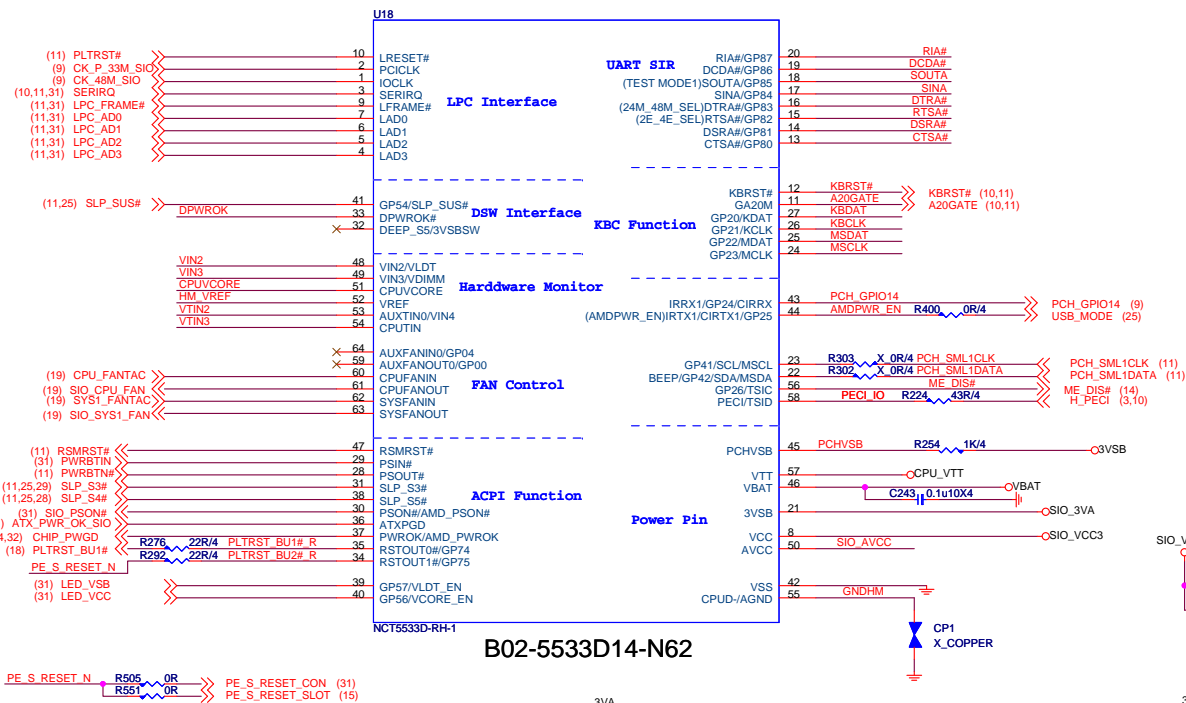 U18
(11) PLTRST# 10 LRESET# UART SIR RIA#/GP87 20 RIA#
(9) CK_P_33M_SIO 2 PCICLK DCDA#/GP86 19 DCDA#
(9) CK_48M_SIO 1 IOCLK (TEST MODE1)SOUTA/GP85 18 SOUTA
(10,11,31) SERIRQ 3 SERIRQ SINA/GP84 17 SINA
(11,31) LPC_FRAME# 9 LFRAME# LPC Interface (24M_48M_SEL)DTRA#/GP83 16 DTRA#
(11,31) LPC_AD0 7 LAD0 (2E_4E_SEL)RTSA#/GP82 15 RTSA#
(11,31) LPC_AD1 6 LAD1 DSRA#/GP81 14 DSRA#
(11,31) LPC_AD2 5 LAD2 CTSA#/GP80 13 CTSA#
(11,31) LPC_AD3 4 LAD3
KBRST# 12 KBRST# KBRST# (10,11)
(11,25) SLP_SUS# 41 GP54/SLP_SUS# GA20M 11 A20GATE A20GATE (10,11)
DPWROK 33 DPWROK# DSW Interface GP20/KDAT 27 KBDAT
32 DEEP_S5/3VSBSW KBC Function GP21/KCLK 26 KBCLK
GP22/MDAT 25 MSDAT
GP23/MCLK 24 MSCLK
VIN2 48 VIN2/VLDT
VIN3 49 VIN3/VDIMM
CPUVCORE 51 CPUVCORE Harddware Monitor
HM_VREF 52 VREF IRRX1/GP24/CIRRX 43 PCH_GPIO14 PCH_GPIO14 (9)
VTIN2 53 AUXTIN0/VIN4 (AMDPWR_EN)IRTX1/CIRTX1/GP25 44 AMDPWR_EN R400 0R/4 USB_MODE (25)
VTIN3 54 CPUTIN
64 AUXFANIN0/GP04
59 AUXFANOUT0/GP00 GP41/SCL/MSCL 23 R303 X_0R/4 PCH_SML1CLK PCH_SML1CLK (11)
(19) CPU_FANTAC 60 CPUFANIN BEEP/GP42/SDA/MSDA 22 R302 X_0R/4 PCH_SML1DATA PCH_SML1DATA (11)
(19) SIO_CPU_FAN 61 CPUFANOUT FAN Control GP26/TSIC 56 ME_DIS# ME_DIS# (14)
(19) SYS1_FANTAC 62 SYSFANIN PECI/TSID 58 PECI_IO R224 43R/4 H_PECI (3,10)
(19) SIO_SYS1_FAN 63 SYSFANOUT
(11) RSMRST# 47 RSMRST# PCHVSB 45 PCHVSB R254 1K/4 3VSB
(31) PWRBTIN 29 PSIN#
(11) PWRBTN# 28 PSOUT# VTT 57 CPU_VTT
(11,25,29) SLP_S3# 31 SLP_S3# VBAT 46 VBAT
(11,25,28) SLP_S4# 38 SLP_S5# ACPI Function C243 0.1u10X4
(31) SIO_PSON# 30 PSON#/AMD_PSON# 3VSB 21 SIO_3VA
) ATX_PWR_OK_SIO 36 ATXPGD Power Pin
4,32) CHIP_PWGD 37 PWROK/AMD_PWROK VCC 8 SIO_VCC3
(18) PLTRST_BU1# R276 22R/4 PLTRST_BU1#_R 35 RSTOUT0#/GP74 AVCC 50 SIO_AVCC
R292 22R/4 PLTRST_BU2#_R 34 RSTOUT1#/GP75 SIO_V
PE_S_RESET_N
(31) LED_VSB 39 GP57/VLDT_EN VSS 42
(31) LED_VCC 40 GP56/VCORE_EN CPUD-/AGND 55 GNDHM
NCT5533D-RH-1 CP1
B02-5533D14-N62 X_COPPER
PE_S_RESET_N R505 0R PE_S_RESET_CON (31)
R551 0R PE_S_RESET_SLOT (15)
3VA